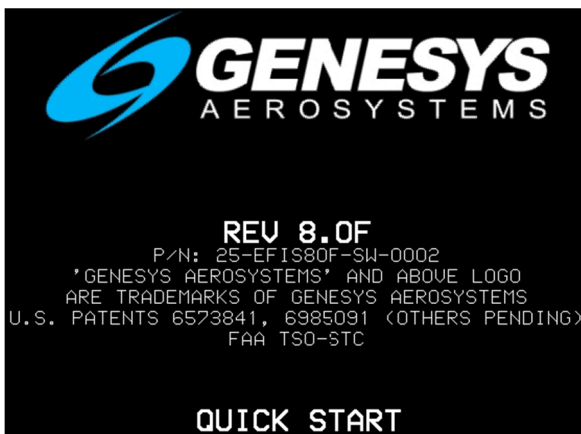 GENESYS
AEROSYSTEMS
REV 8.0F
P/N: 25-EFIS80F-SW-0002
'GENESYS AEROSYSTEMS' AND ABOVE LOGO
ARE TRADEMARKS OF GENESYS AEROSYSTEMS
U.S. PATENTS 6573841, 6985091 (OTHERS PENDING)
FAA TSO-STC
QUICK START